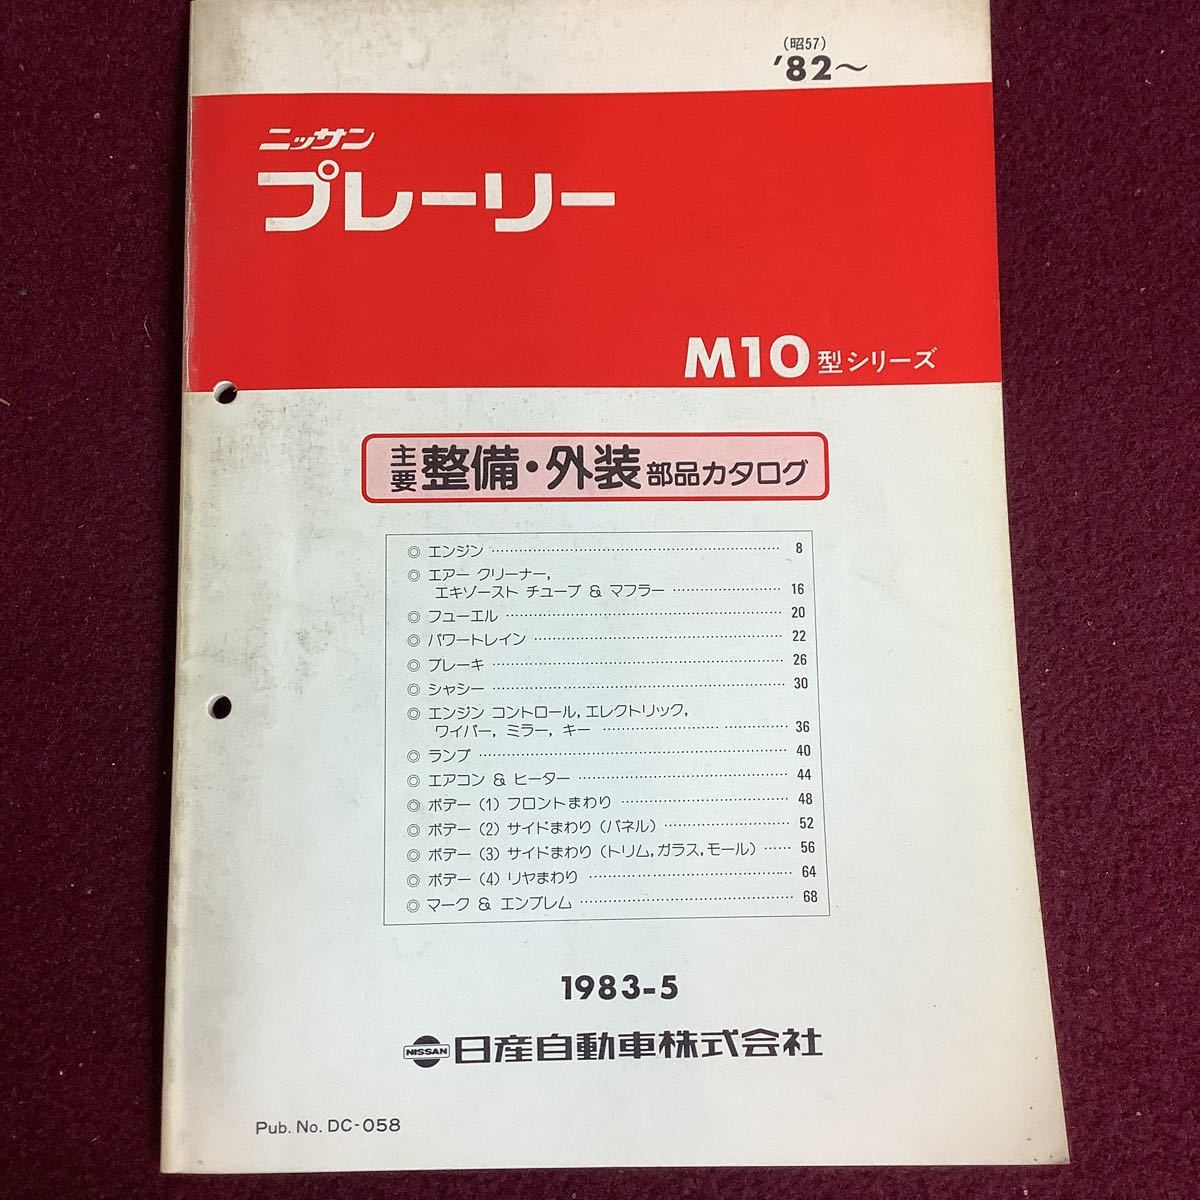 (昭57)
'82～
ニッサン
プレーリー
M10型シリーズ
主要 整備・外装 部品カタログ
◎ エンジン ………… 8
◎ エアー クリーナー,
エキゾースト チューブ & マフラー ………… 16
◎ フューエル ………… 20
◎ パワートレイン ………… 22
◎ ブレーキ ………… 26
◎ シャシー ………… 30
◎ エンジン コントロール, エレクトリック,
ワイパー, ミラー, キー ………… 36
◎ ランプ ………… 40
◎ エアコン & ヒーター ………… 44
◎ ボデー (1) フロントまわり ………… 48
◎ ボデー (2) サイドまわり (パネル) ………… 52
◎ ボデー (3) サイドまわり (トリム, ガラス, モール) …… 56
◎ ボデー (4) リヤまわり ………… 64
◎ マーク & エンブレム ………… 68
1983-5
NISSAN 日産自動車株式会社
Pub. No. DC-058